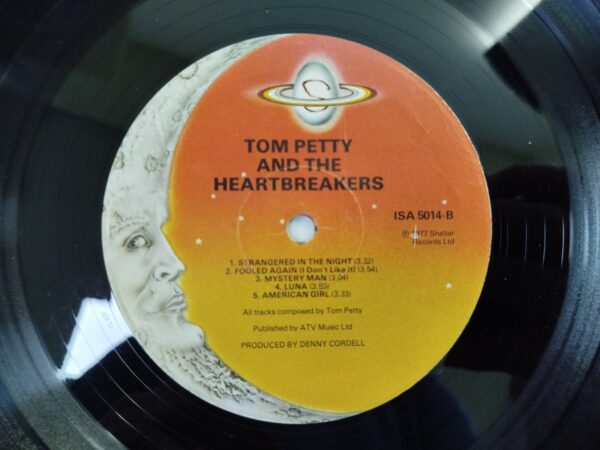 S
TOM PETTY
AND THE
HEARTBREAKERS
ISA 5014-B
℗ 1977 Shelter
Records Ltd
1. STRANGERED IN THE NIGHT (3.32)
2. FOOLED AGAIN (I Don't Like It) (3.54)
3. MYSTERY MAN (3.04)
4. LUNA (3.50)
5. AMERICAN GIRL (3.33)
All tracks composed by Tom Petty
Published by ATV Music Ltd
PRODUCED BY DENNY CORDELL